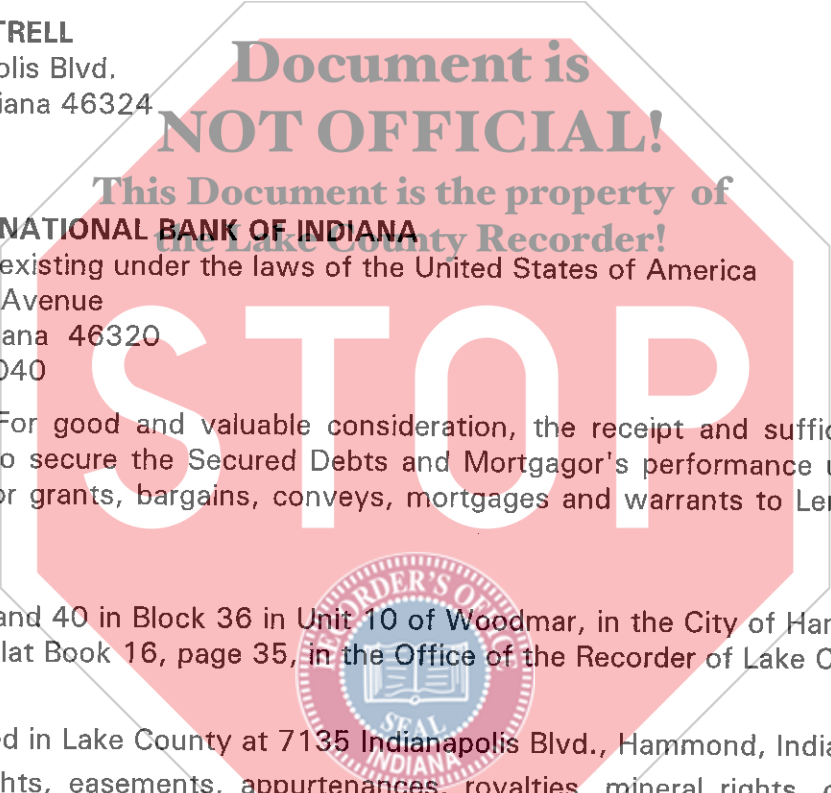 TRELL
Document is
olis Blvd.
iana 46324
NOT OFFICIAL!
This Document is the property of
NATIONAL BANK OF INDIANA
the Lake County Recorder!
existing under the laws of the United States of America
Avenue
ana 46320
040
STOP
For good and valuable consideration, the receipt and suffic
o secure the Secured Debts and Mortgagor's performance u
or grants, bargains, conveys, mortgages and warrants to Len
RECORDER'S OFFICE
and 40 in Block 36 in Unit 10 of Woodmar, in the City of Ham
lat Book 16, page 35, in the Office of the Recorder of Lake C
SEAL
INDIANA
d in Lake County at 7135 Indianapolis Blvd., Hammond, India
hts, easements, appurtenances, royalties, mineral rights,